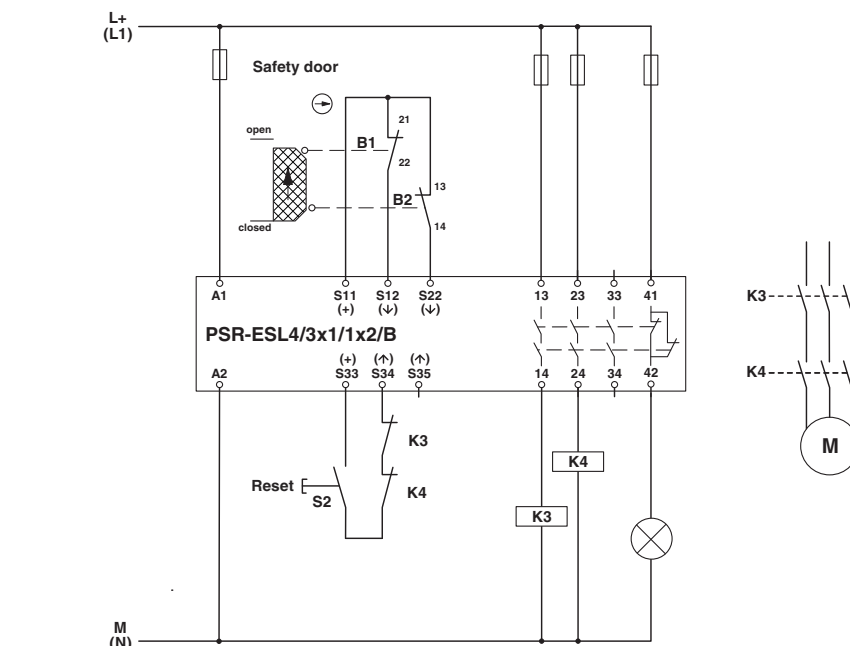 L+
(L1)
Safety door
open
21
B1
22
13
B2
14
closed
A1 S11 S12 S22 13 23 33 41
(+) (↓) (↓)
PSR-ESL4/3x1/1x2/B
(+) (↑) (↑)
A2 S33 S34 S35 14 24 34 42
K3
K4
M
K3
K4
Reset
S2
K4
K3
M
(N)